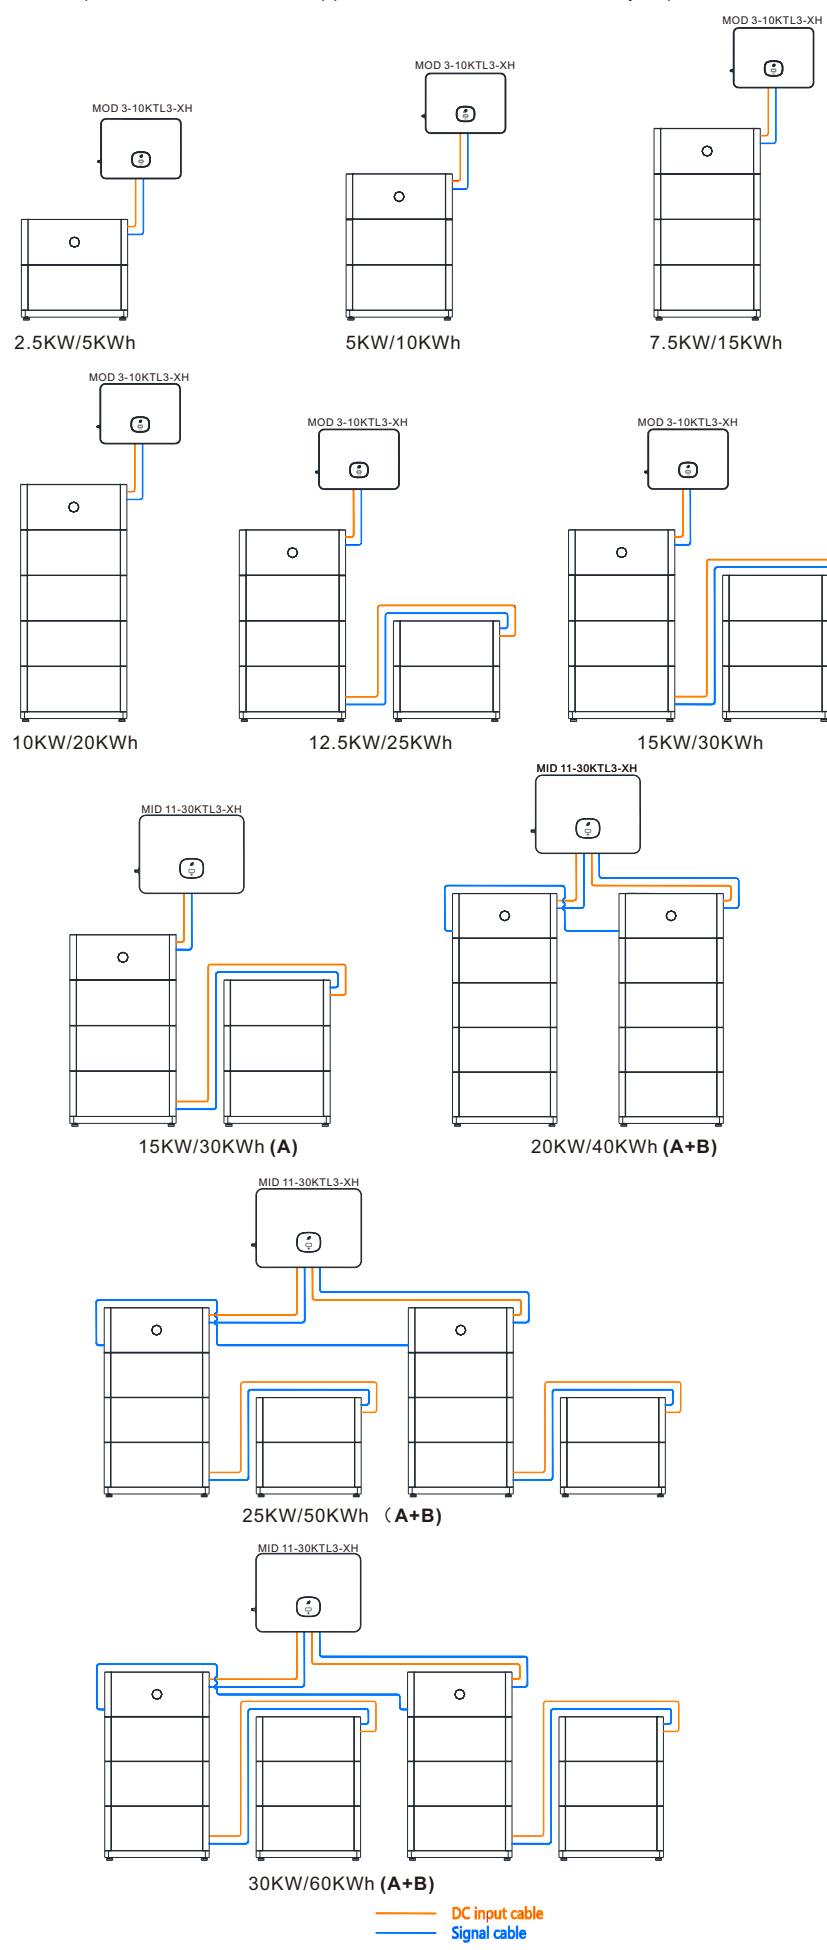 MOD 3-10KTL3-XH
MOD 3-10KTL3-XH
MOD 3-10KTL3-XH
2.5KW/5KWh
5KW/10KWh
7.5KW/15KWh
MOD 3-10KTL3-XH
MOD 3-10KTL3-XH
MOD 3-10KTL3-XH
10KW/20KWh
12.5KW/25KWh
15KW/30KWh
MID 11-30KTL3-XH
MID 11-30KTL3-XH
15KW/30KWh (A)
20KW/40KWh (A+B)
MID 11-30KTL3-XH
25KW/50KWh （A+B)
MID 11-30KTL3-XH
30KW/60KWh (A+B)
DC input cable
Signal cable